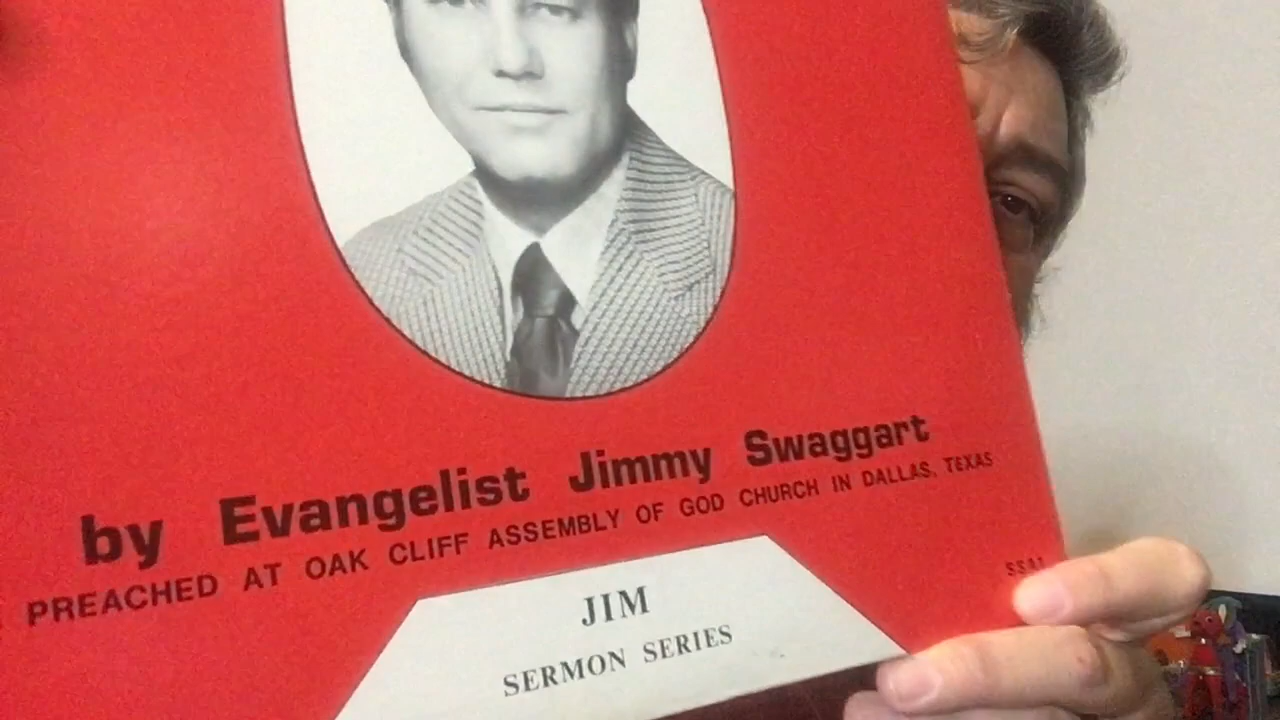 by Evangelist Jimmy Swaggart
PREACHED AT OAK CLIFF ASSEMBLY OF GOD CHURCH IN DALLAS, TEXAS
JIM
SERMON SERIES